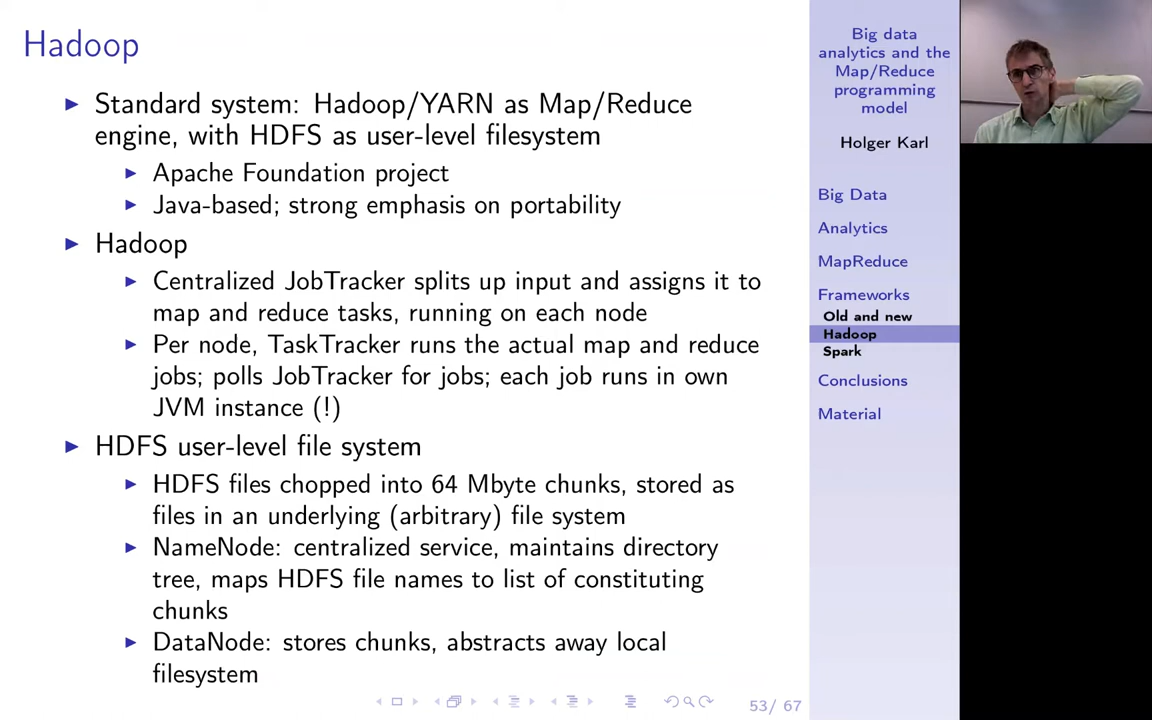 Hadoop
Standard system: Hadoop/YARN as Map/Reduce
engine, with HDFS as user-level filesystem
Apache Foundation project
Java-based; strong emphasis on portability
Hadoop
Centralized JobTracker splits up input and assigns it to
map and reduce tasks, running on each node
Per node, TaskTracker runs the actual map and reduce
jobs; polls JobTracker for jobs; each job runs in own
JVM instance (!)
HDFS user-level file system
HDFS files chopped into 64 Mbyte chunks, stored as
files in an underlying (arbitrary) file system
NameNode: centralized service, maintains directory
tree, maps HDFS file names to list of constituting
chunks
DataNode: stores chunks, abstracts away local
filesystem
53/ 67
Big data
analytics and the
Map/Reduce
programming
model
Holger Karl
Big Data
Analytics
MapReduce
Frameworks
Old and new
Hadoop
Spark
Conclusions
Material